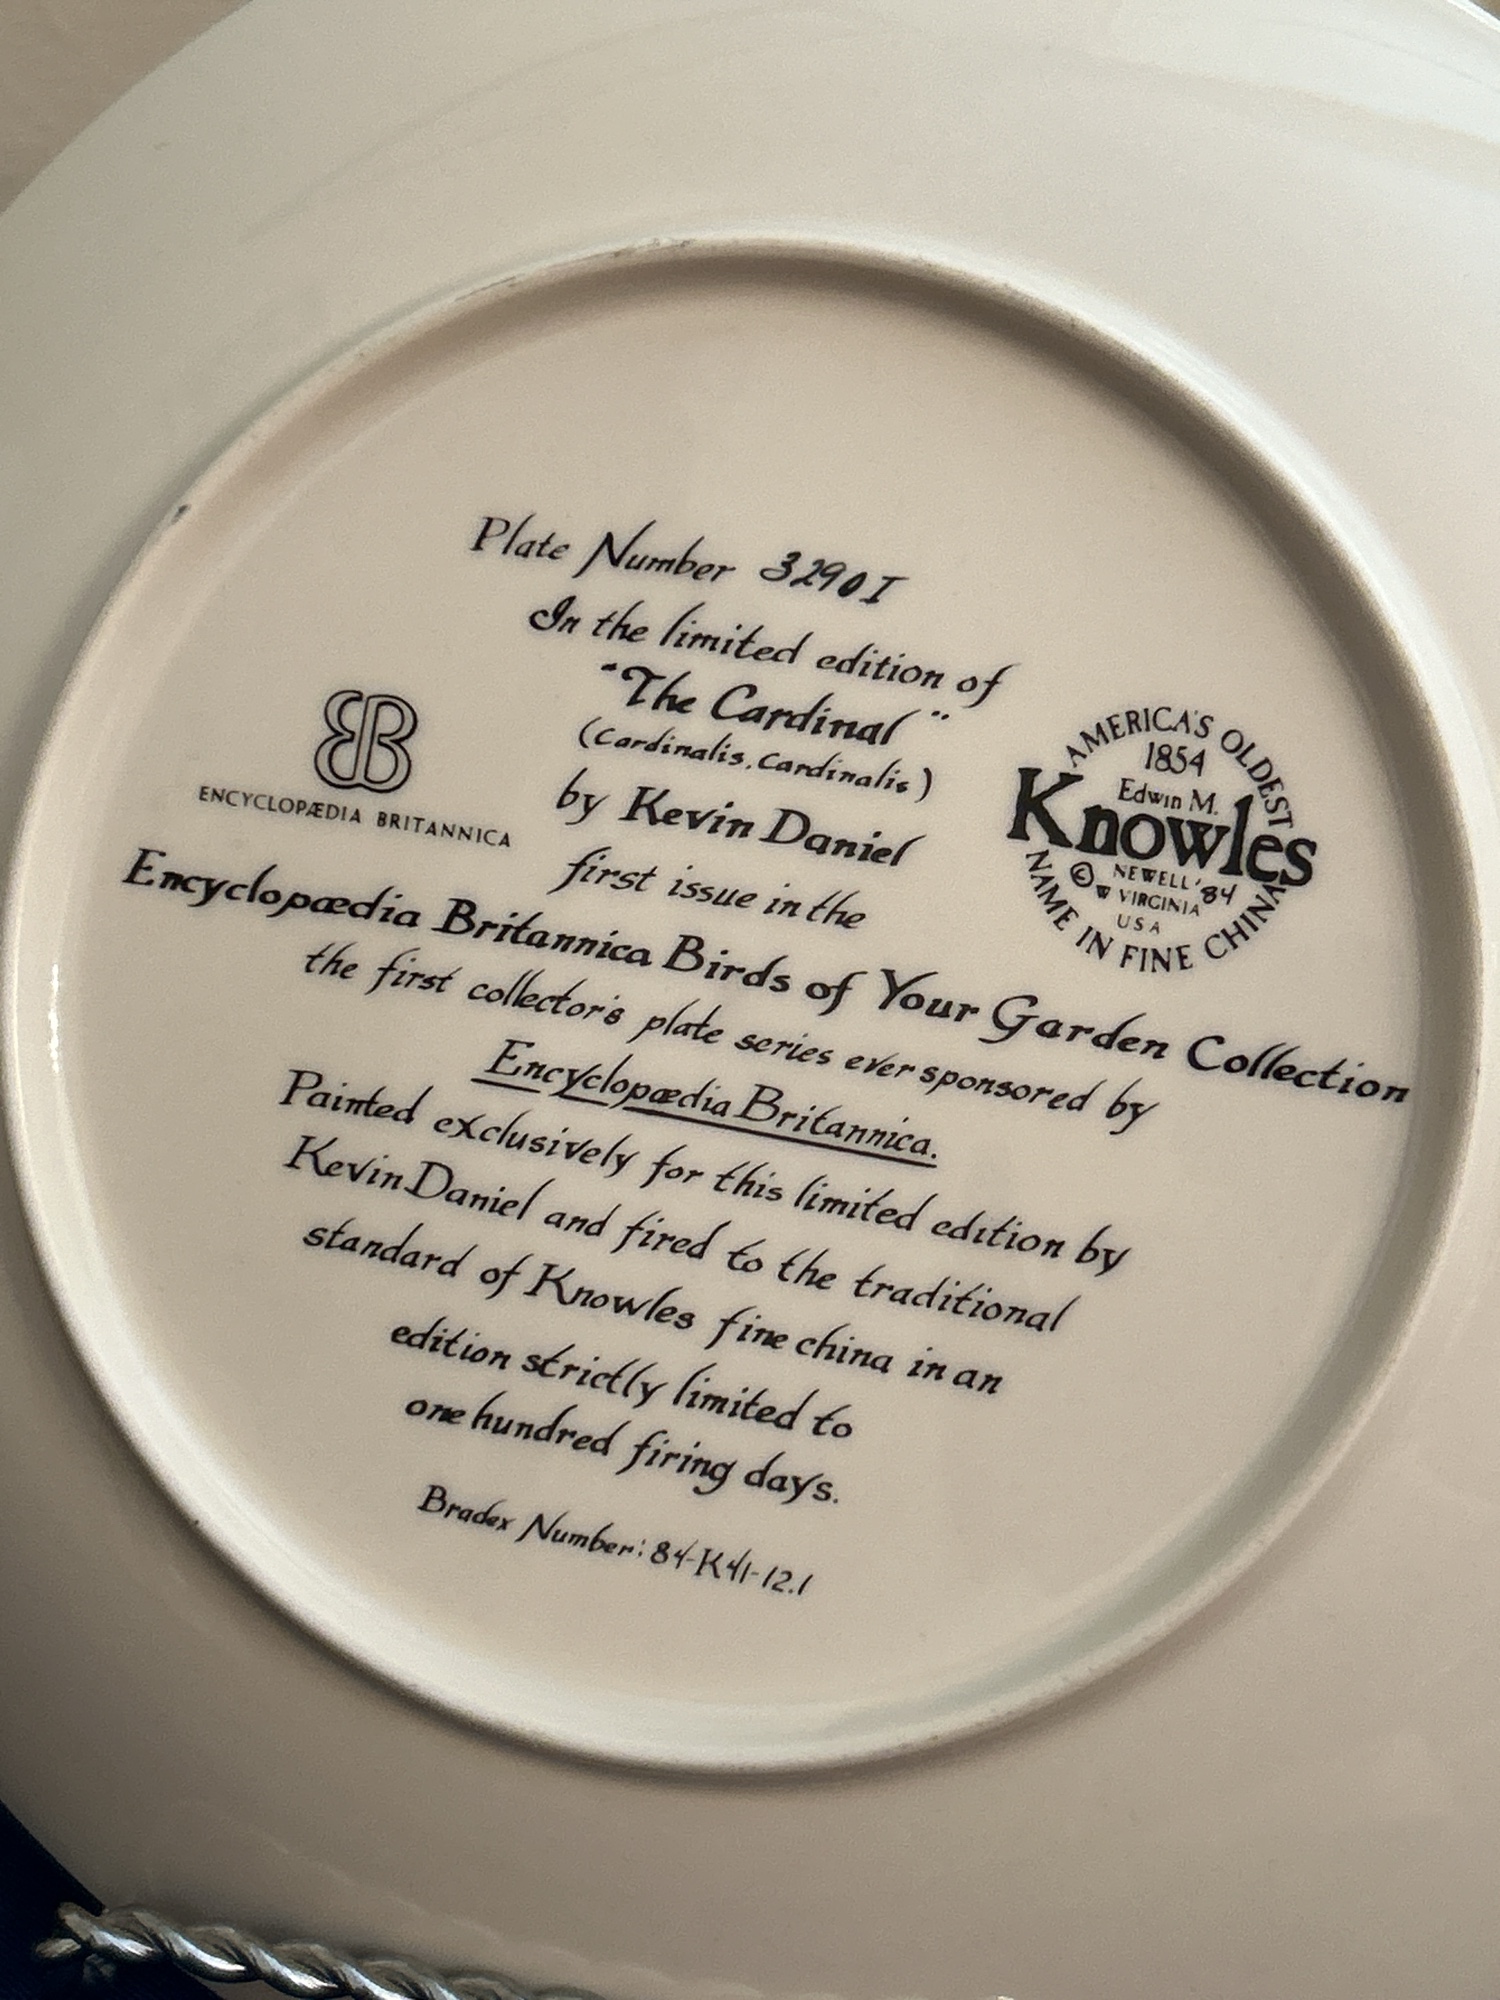 Plate Number 3290I
In the limited edition of
"The Cardinal"
(Cardinalis. Cardinalis)
by Kevin Daniel
first issue in the
Encyclopædia Britannica Birds of Your Garden Collection
the first collector's plate series ever sponsored by
Encyclopædia Britannica.
Painted exclusively for this limited edition by
Kevin Daniel and fired to the traditional
standard of Knowles fine china in an
edition strictly limited to
one hundred firing days.
Bradex Number: 84-K41-12.1
EB
ENCYCLOPÆDIA BRITANNICA
AMERICA'S OLDEST
1854
Edwin M.
Knowles
© NEWELL '84
W VIRGINIA
USA
NAME IN FINE CHINA